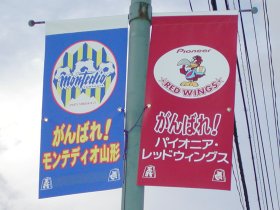 Montedio
がんばれ!
モンテディオ山形
Pioneer
RED WINGS
がんばれ!
パイオニア・
レッドウィングス